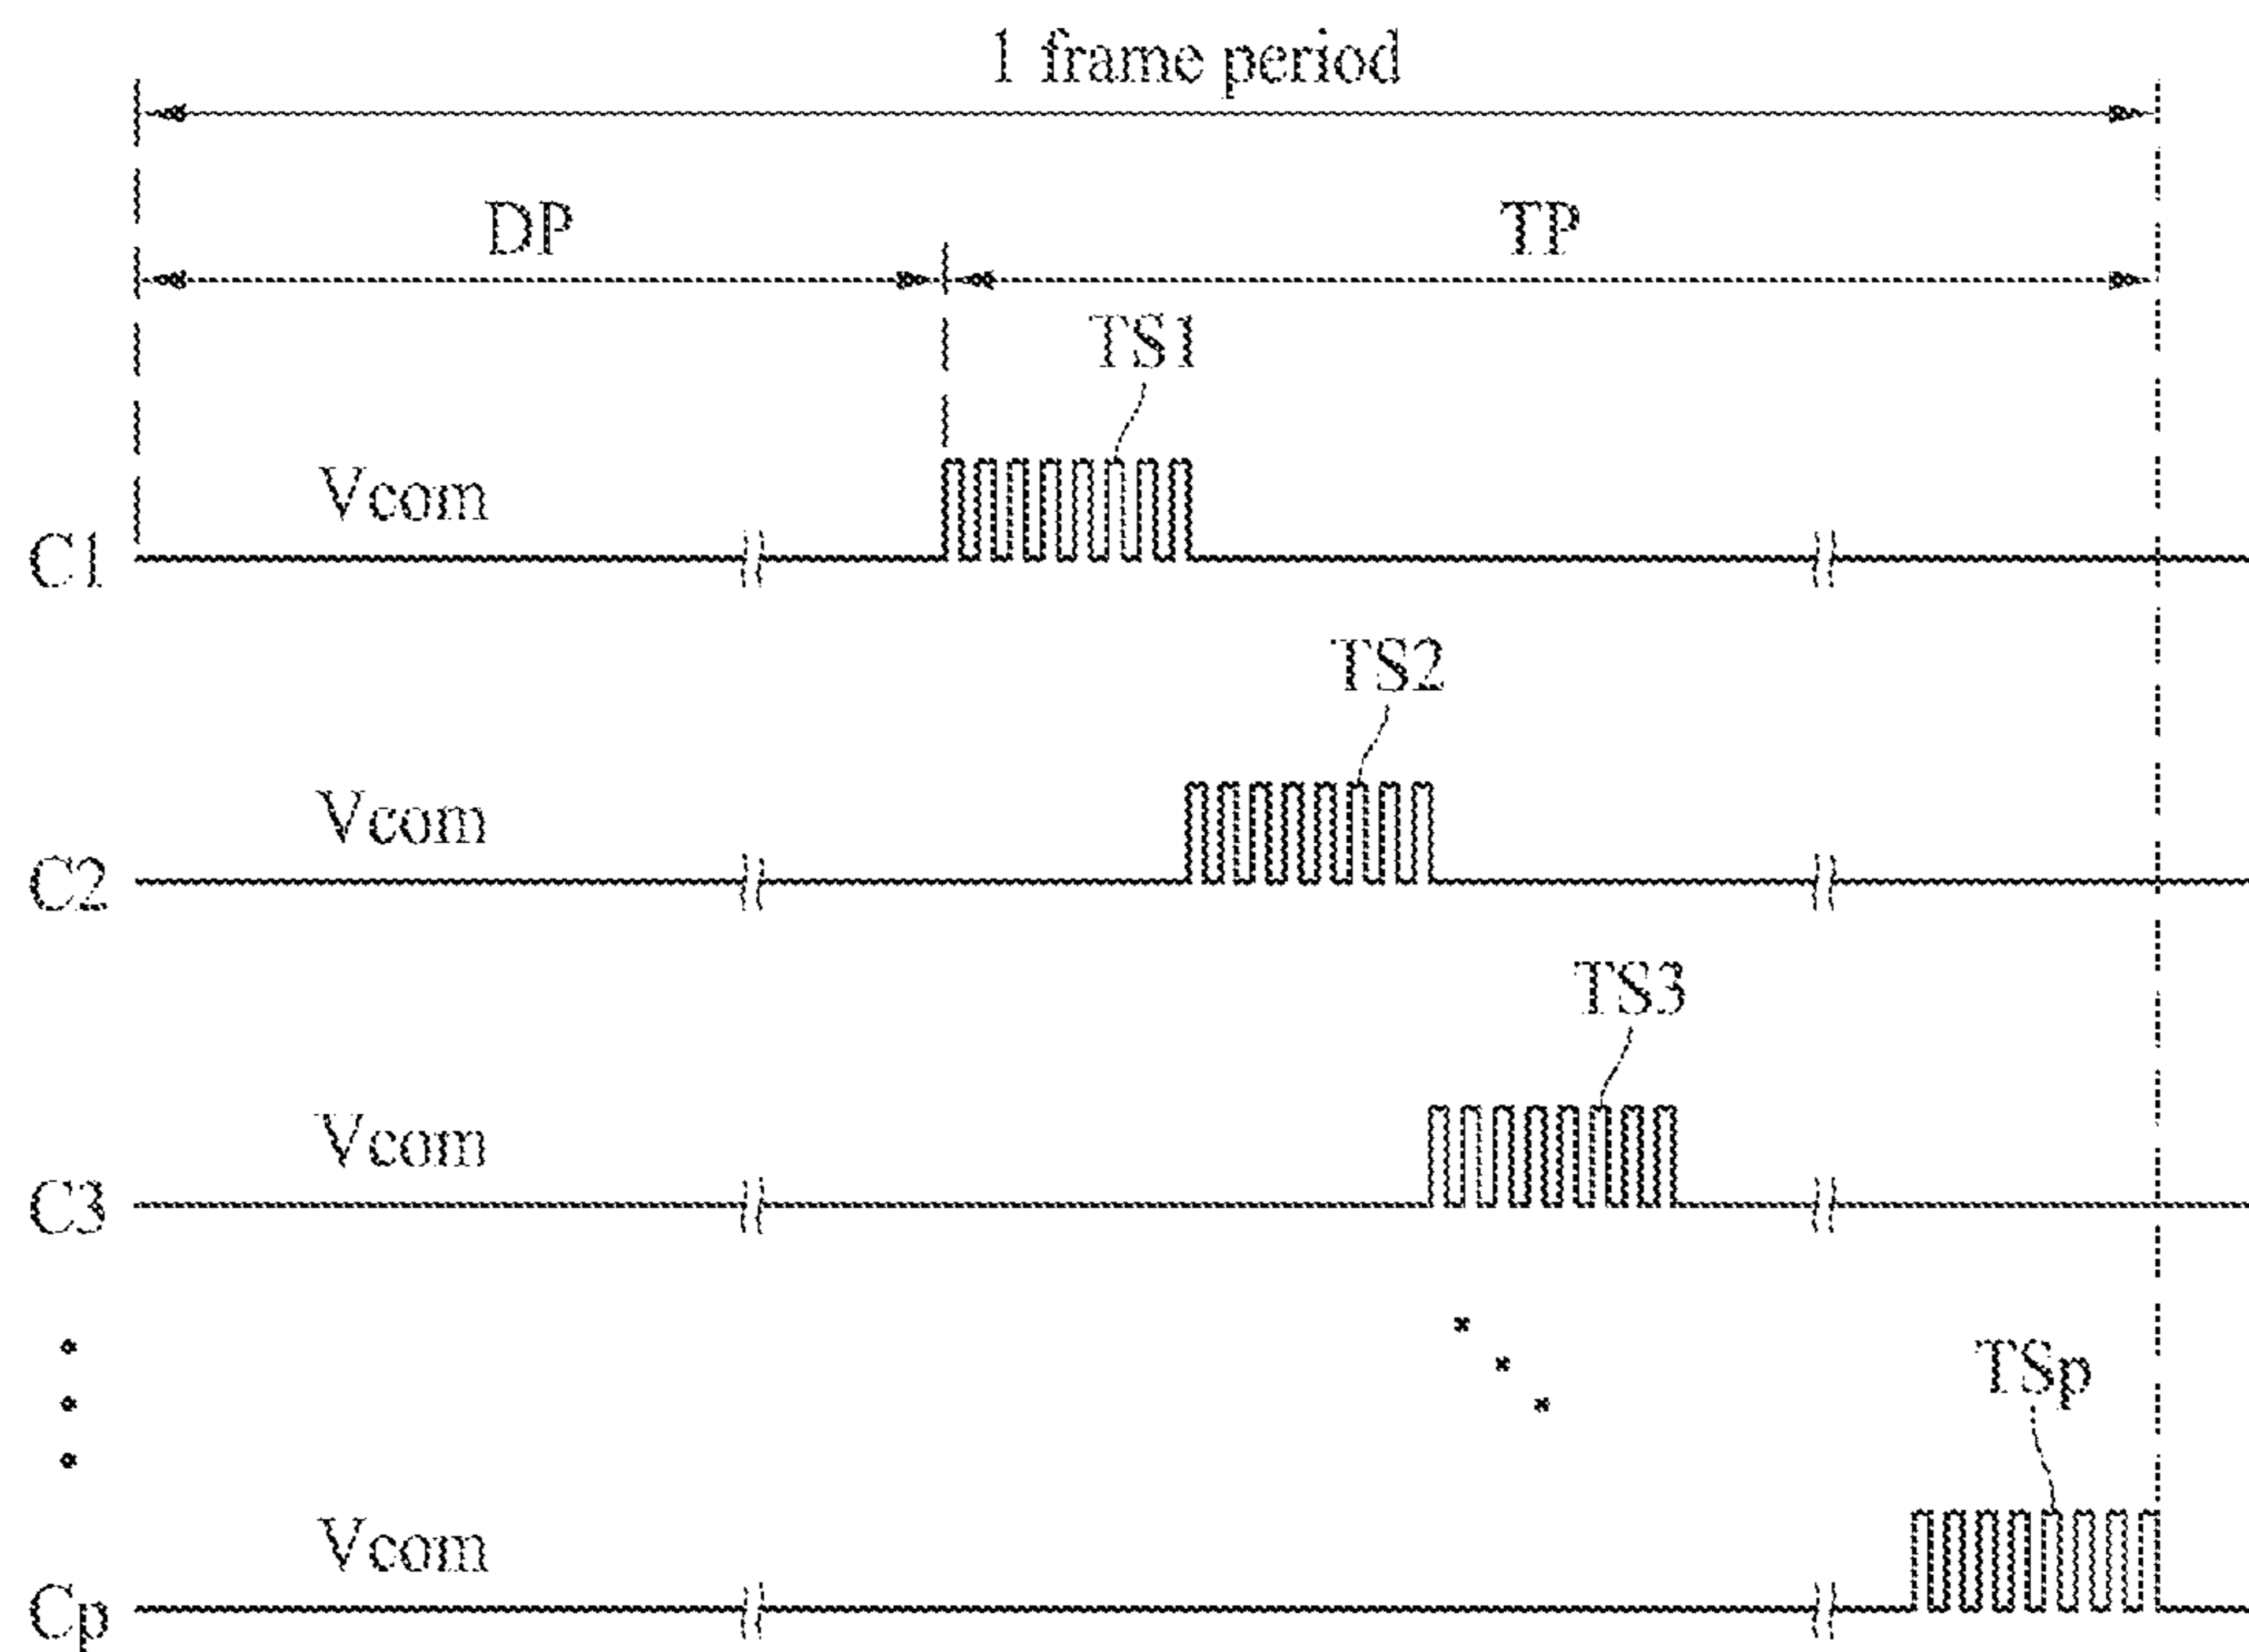 1 frame period
DP
TP
TS1
Vcom
C1
TS2
Vcom
C2
TS3
Vcom
C3
TSp
Vcom
Cp